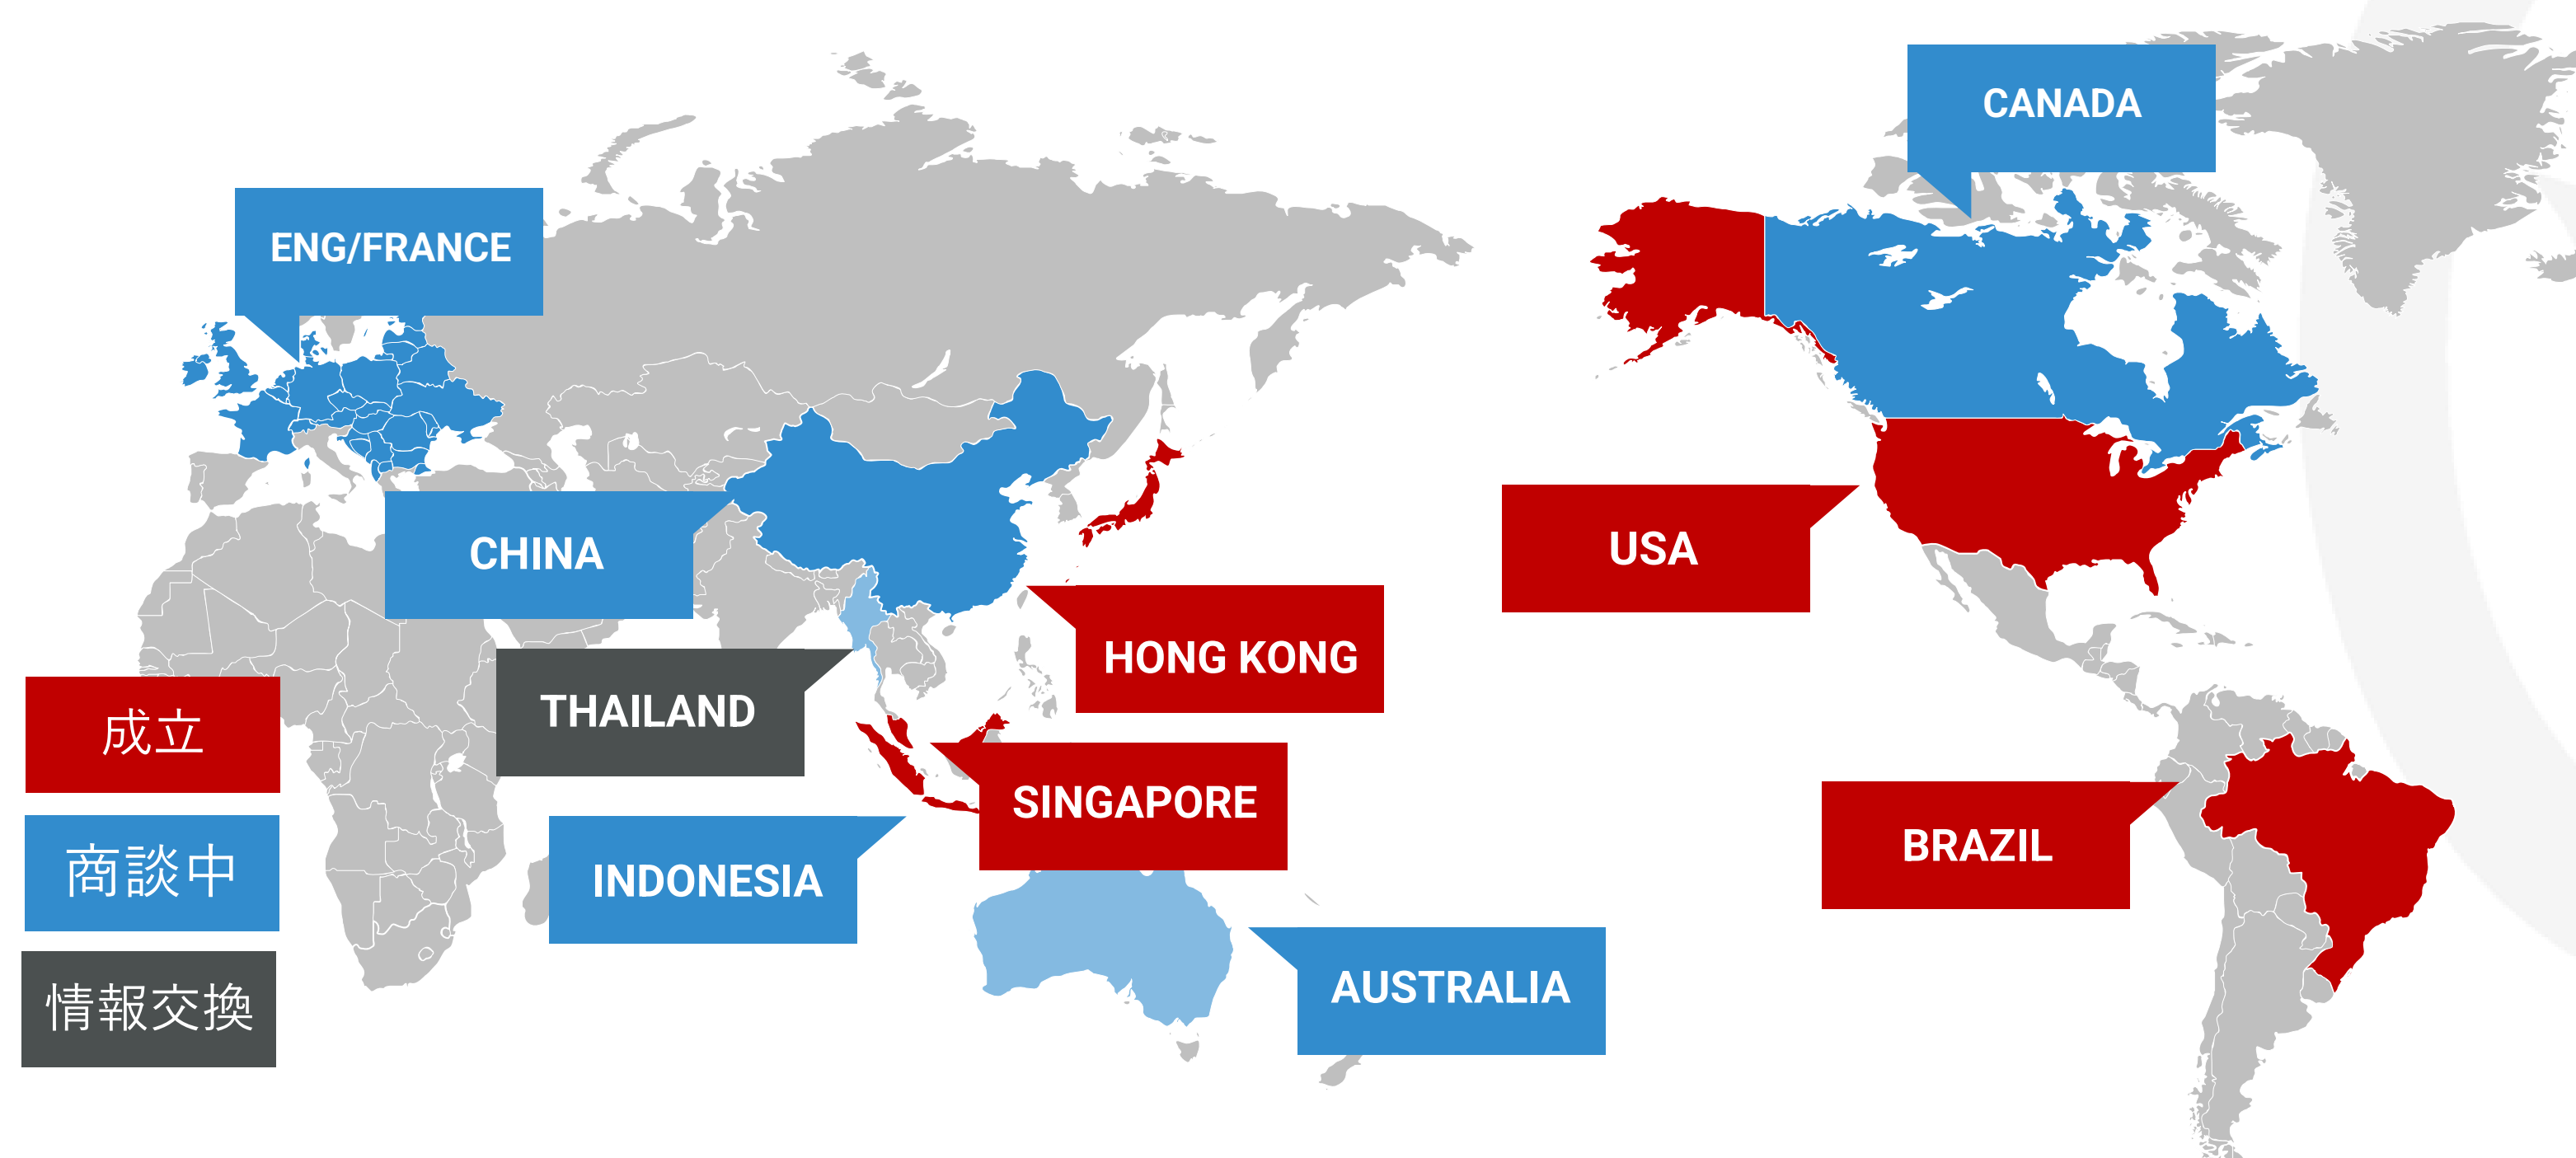 CANADA
ENG/FRANCE
CHINA
USA
HONG KONG
THAILAND
成立
SINGAPORE
BRAZIL
商談中
INDONESIA
AUSTRALIA
情報交換